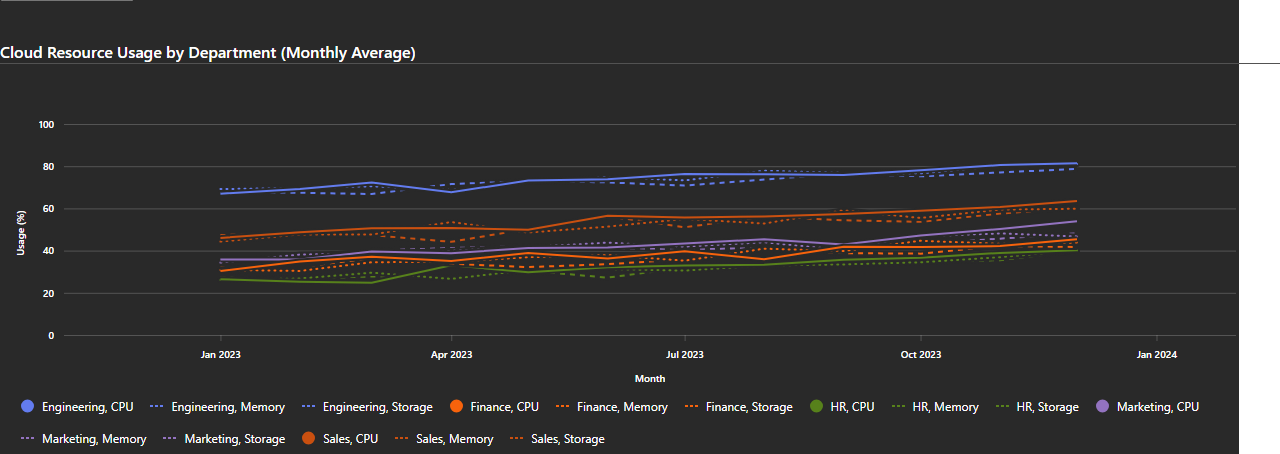 Cloud Resource Usage by Department (Monthly Average)
100
80
60
40
20
0
Usage (%)
Jan 2023 Apr 2023 Jul 2023 Oct 2023 Jan 2024
Month
Engineering, CPU Engineering, Memory Engineering, Storage Finance, CPU Finance, Memory Finance, Storage HR, CPU HR, Memory HR, Storage Marketing, CPU
Marketing, Memory Marketing, Storage Sales, CPU Sales, Memory Sales, Storage